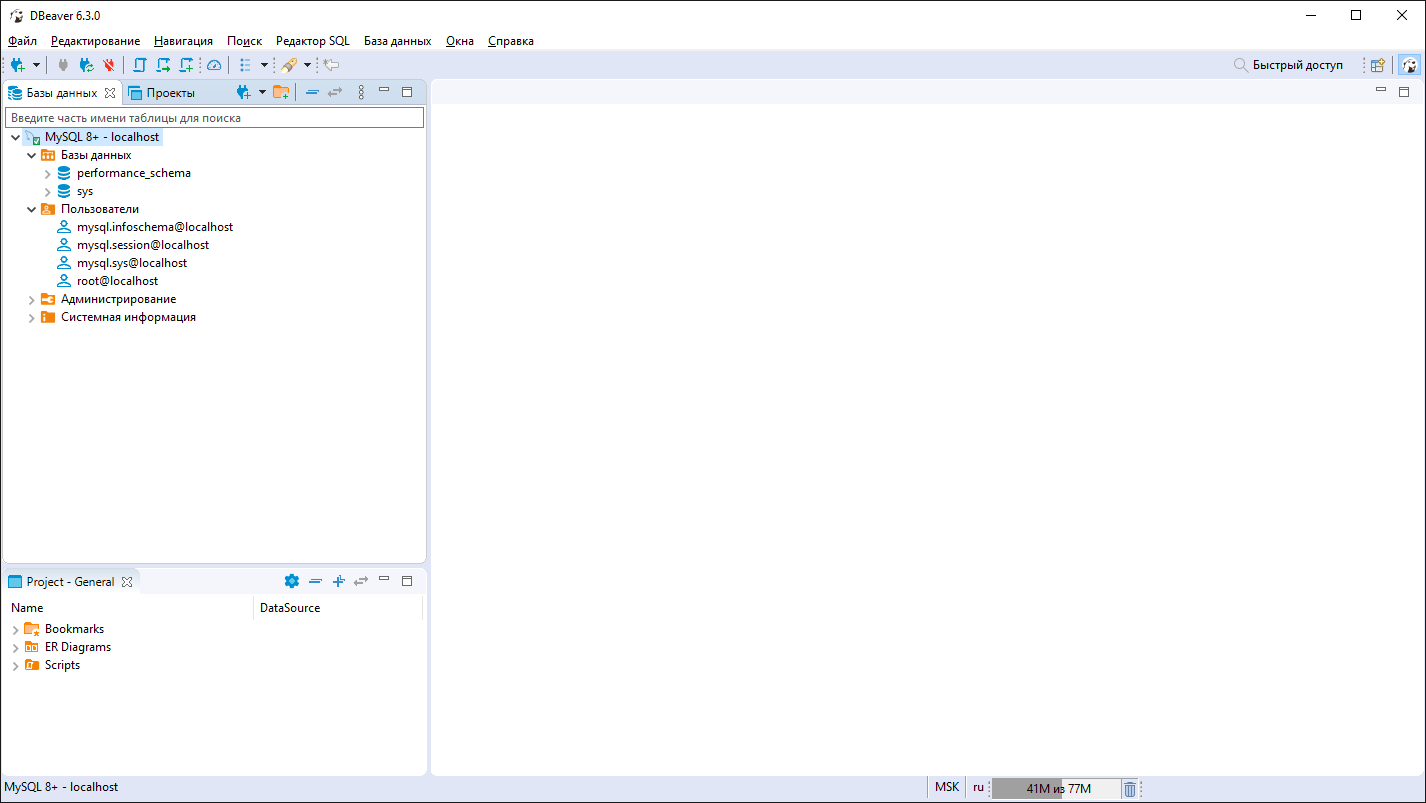 DBeaver 6.3.0
Файл Редактирование Навигация Поиск Редактор SQL База данных Окна Справка
Быстрый доступ
Базы данных Проекты
Введите часть имени таблицы для поиска
MySQL 8+ - localhost
Базы данных
performance_schema
sys
Пользователи
mysql.infoschema@localhost
mysql.session@localhost
mysql.sys@localhost
root@localhost
Администрирование
Системная информация
Project - General
Name DataSource
Bookmarks
ER Diagrams
Scripts
MySQL 8+ - localhost MSK ru 41M из 77M